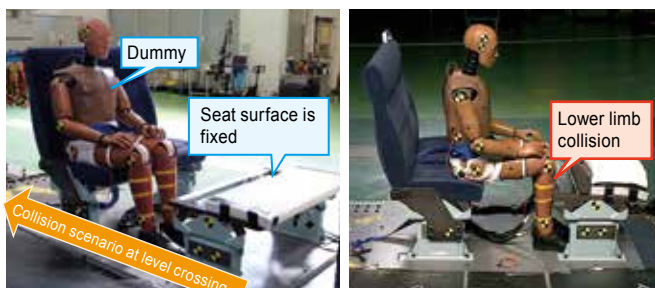 Dummy
Seat surface is
fixed
Collision scenario at level crossing
Lower limb
collision